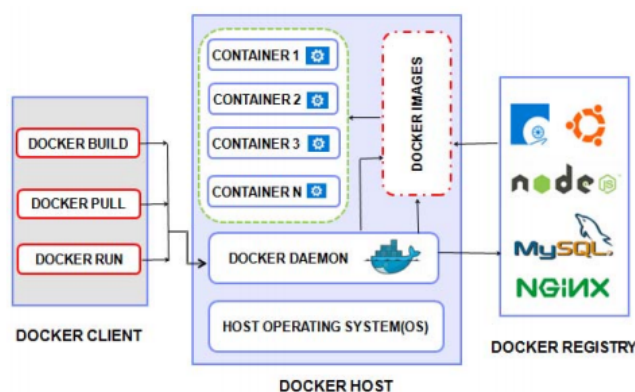 DOCKER BUILD
DOCKER PULL
DOCKER RUN
DOCKER CLIENT
CONTAINER 1
CONTAINER 2
CONTAINER 3
CONTAINER N
DOCKER IMAGES
DOCKER DAEMON
HOST OPERATING SYSTEM(OS)
DOCKER HOST
node
JS
MySQL
NGINX
DOCKER REGISTRY